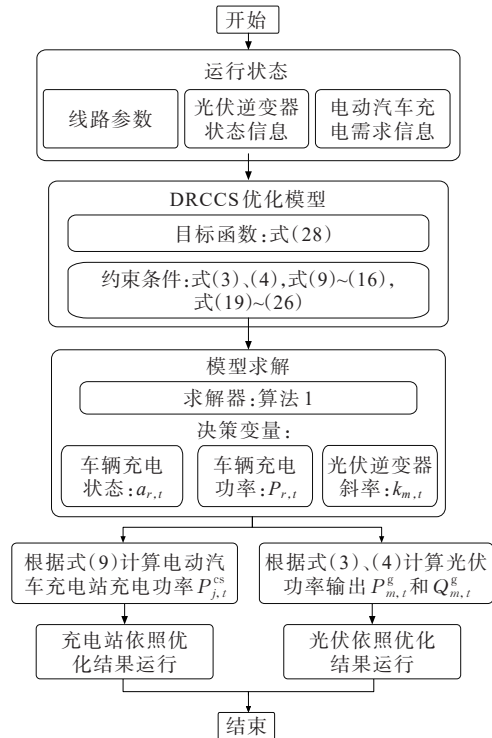 开始
运行状态
线路参数
光伏逆变器
状态信息
电动汽车充
电需求信息
DRCCS优化模型
目标函数:式(28)
约束条件:式(3)、(4),式(9)~(16),
式(19)~(26)
模型求解
求解器:算法1
决策变量:
车辆充电
状态:a_{r,t}
车辆充电
功率:P_{r,t}
光伏逆变器
斜率:k_{m,t}
根据式(9)计算电动汽
车充电站充电功率P_{j,t}^{cs}
根据式(3)、(4)计算光伏
功率输出P_{m,t}^{g}和Q_{m,t}^{g}
充电站依照优
化结果运行
光伏依照优化
结果运行
结束